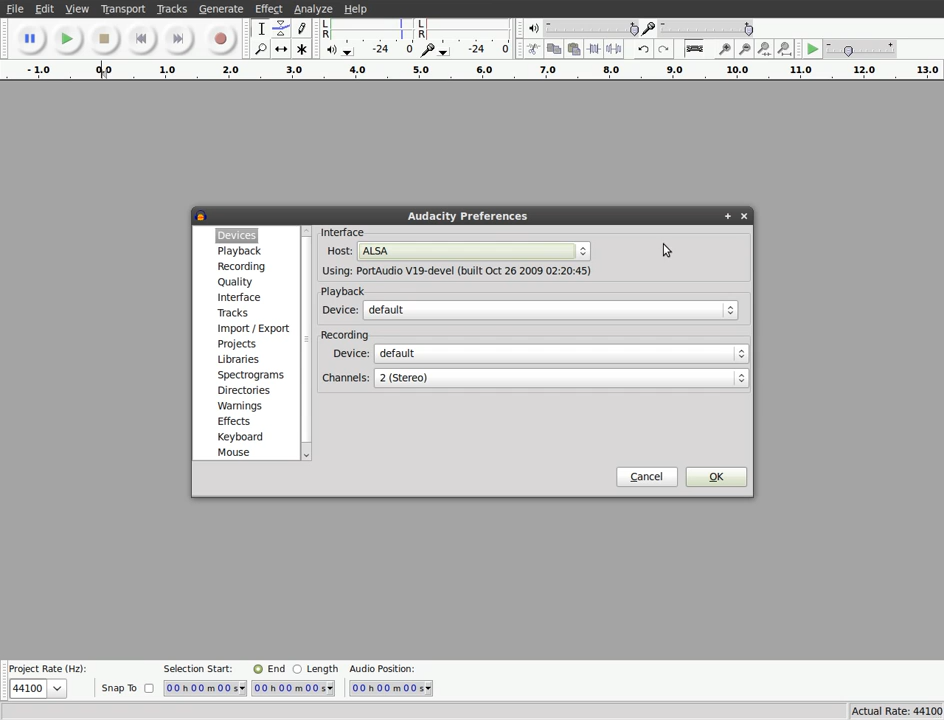 File Edit View Transport Tracks Generate Effect Analyze Help
L
R
-24 0
L
R
-24 0
- + - +
- +
- 1.0 0.0 1.0 2.0 3.0 4.0 5.0 6.0 7.0 8.0 9.0 10.0 11.0 12.0 13.0
Audacity Preferences
Devices
Playback
Recording
Quality
Interface
Tracks
Import / Export
Projects
Libraries
Spectrograms
Directories
Warnings
Effects
Keyboard
Mouse
Interface
Host: ALSA
Using: PortAudio V19-devel (built Oct 26 2009 02:20:45)
Playback
Device: default
Recording
Device: default
Channels: 2 (Stereo)
Cancel OK
Project Rate (Hz): Selection Start: End Length Audio Position:
44100 Snap To 00 h 00 m 00 s 00 h 00 m 00 s 00 h 00 m 00 s
Actual Rate: 44100